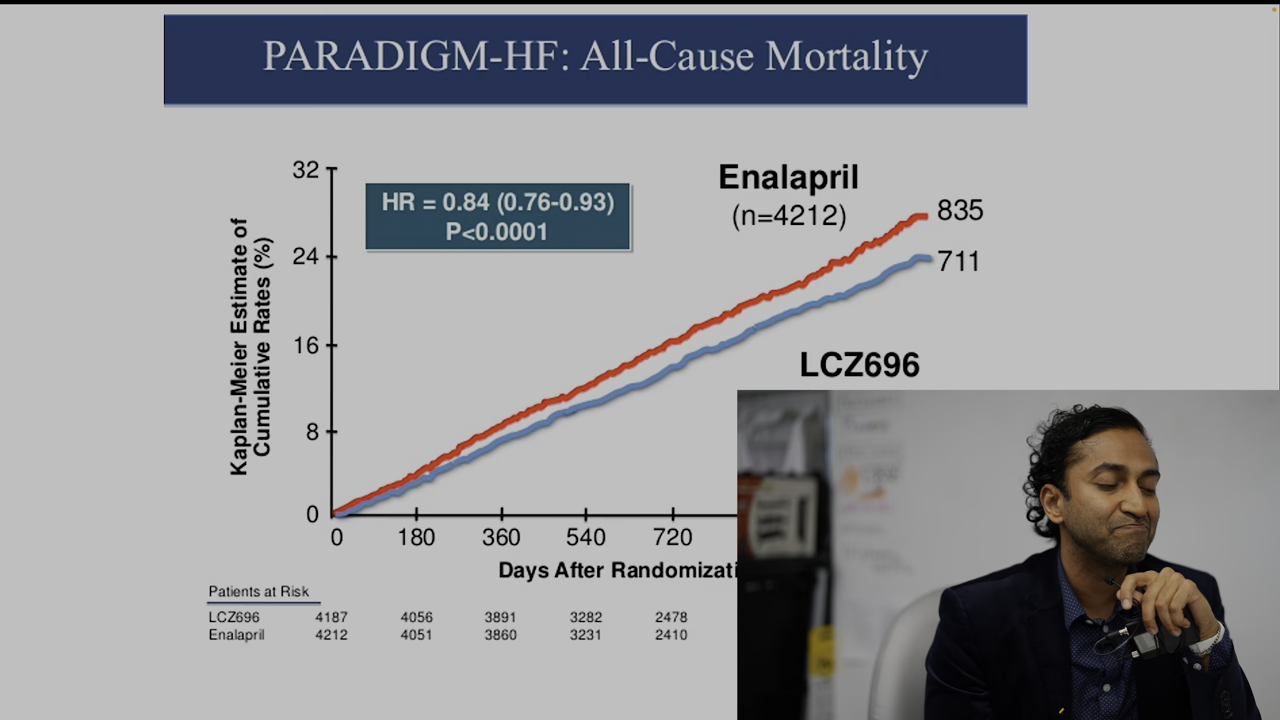 PARADIGM-HF: All-Cause Mortality
32
24
16
8
0
Kaplan-Meier Estimate of
Cumulative Rates (%)
HR = 0.84 (0.76-0.93)
P<0.0001
Enalapril
(n=4212)
835
711
LCZ696
0 180 360 540 720
Days After Randomizati
Patients at Risk
LCZ696 4187 4056 3891 3282 2478
Enalapril 4212 4051 3860 3231 2410